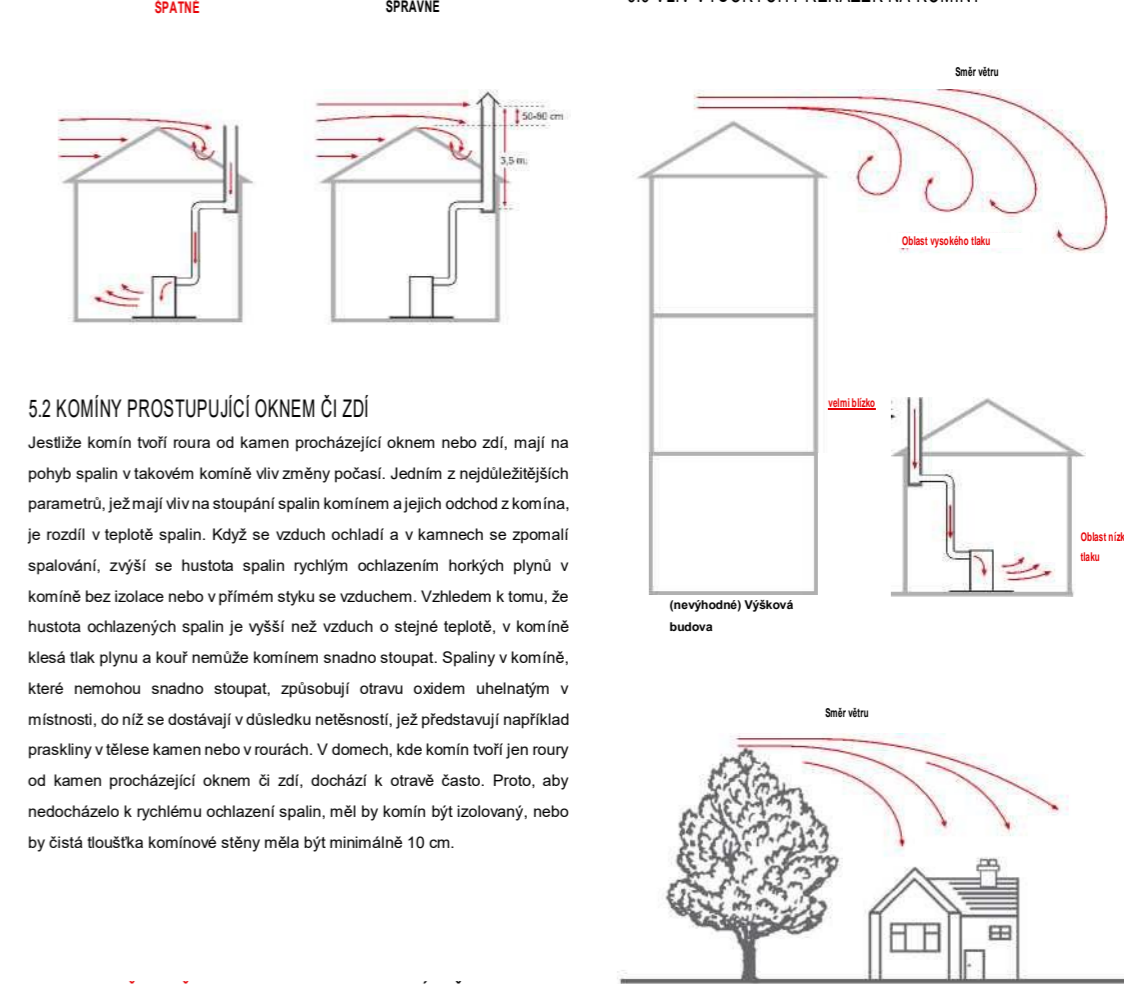 ŠPATNĚ
SPRÁVNĚ
50-80 cm
3,5 m
5.2 KOMÍNY PROSTUPUJÍCÍ OKNEM ČI ZDÍ
Jestliže komín tvoří roura od kamen procházející oknem nebo zdí, mají na
pohyb spalin v takovém komíně vliv změny počasí. Jedním z nejdůležitějších
parametrů, jež mají vliv na stoupání spalin komínem a jejich odchod z komína,
je rozdíl v teplotě spalin. Když se vzduch ochladí a v kamnech se zpomalí
spalování, zvýší se hustota spalin rychlým ochlazením horkých plynů v
komíně bez izolace nebo v přímém styku se vzduchem. Vzhledem k tomu, že
hustota ochlazených spalin je vyšší než vzduch o stejné teplotě, v komíně
klesá tlak plynu a kouř nemůže komínem snadno stoupat. Spaliny v komíně,
které nemohou snadno stoupat, způsobují otravu oxidem uhelnatým v
místnosti, do níž se dostávají v důsledku netěsností, jež představují například
praskliny v tělese kamen nebo v rourách. V domech, kde komín tvoří jen roury
od kamen procházející oknem či zdí, dochází k otravě často. Proto, aby
nedocházelo k rychlému ochlazení spalin, měl by komín být izolovaný, nebo
by čistá tloušťka komínové stěny měla být minimálně 10 cm.
Směr větru
Oblast vysokého tlaku
velmi blízko
Oblast nízk
tlaku
(nevýhodné) Výšková
budova
Směr větru